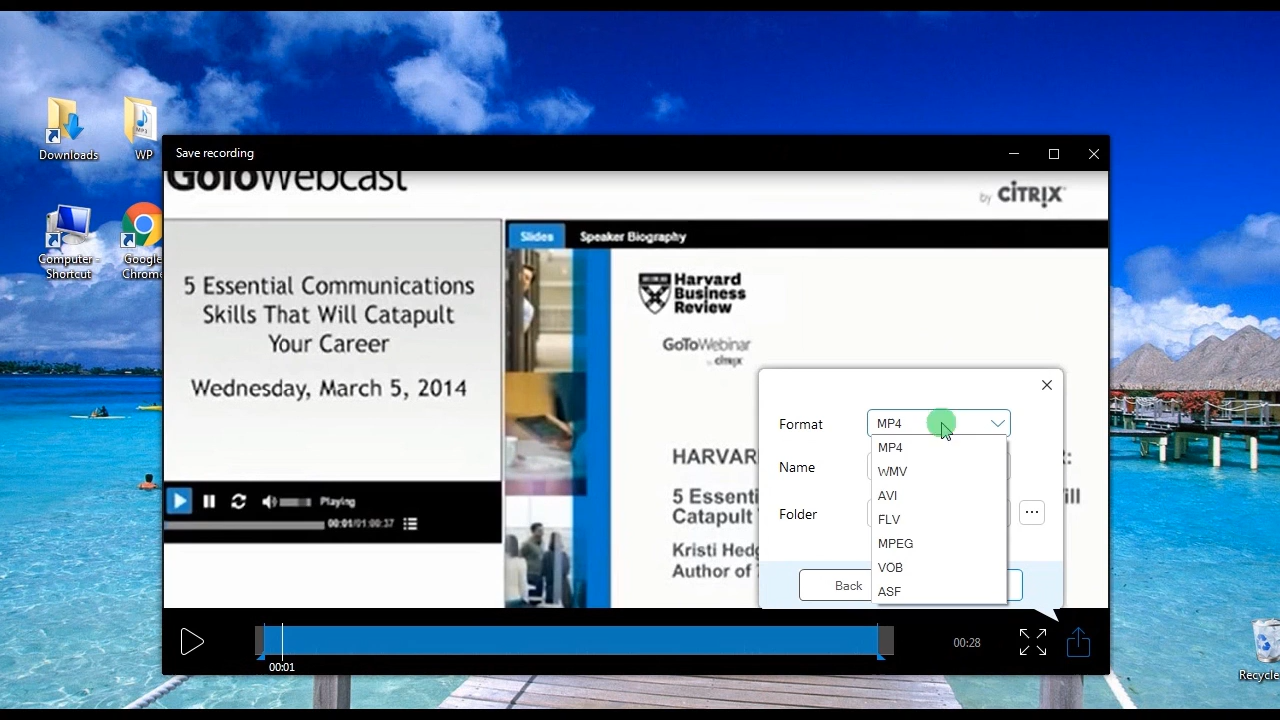 Downloads
WP
MP3
Computer -
Shortcut
Google
Chrome
Save recording
GoToWebcast
by CITRIX
5 Essential Communications
Skills That Will Catapult
Your Career
Wednesday, March 5, 2014
Playing
00:01/01:00:37
Slides
Speaker Biography
Harvard
Business
Review
GoToWebinar
by citrix
HARVAR
5 Essenti
Catapult
ill
Kristi Hedg
Author of
Format
MP4
MP4
WMV
AVI
FLV
MPEG
VOB
ASF
Name
Folder
...
Back
00:01
00:28
Recycle